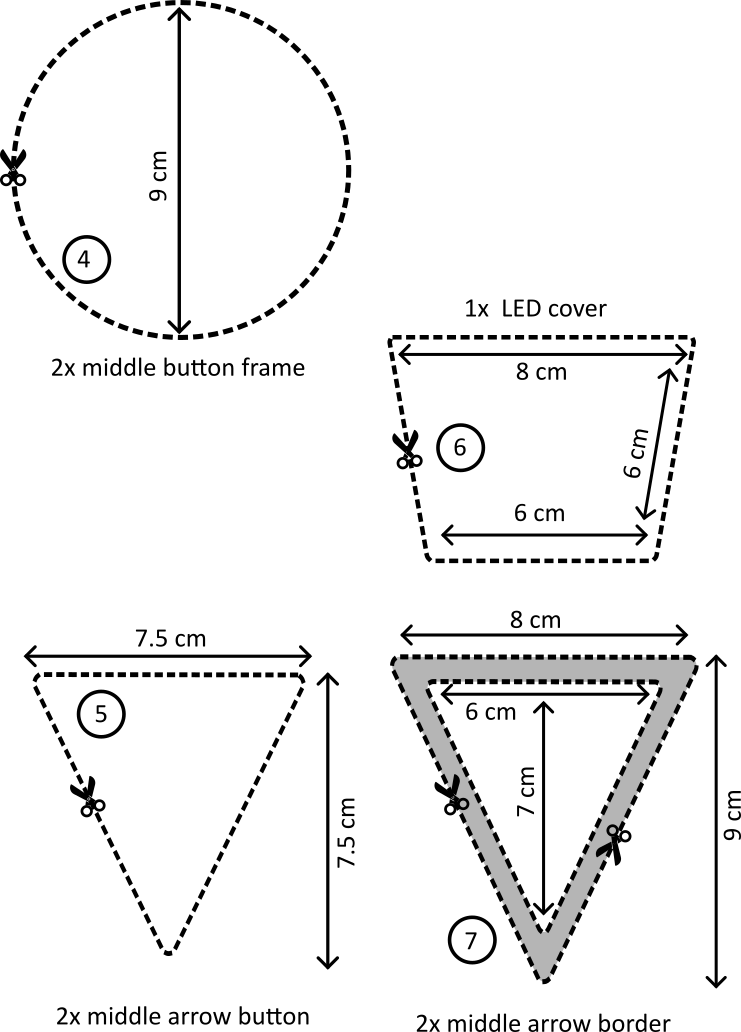 9 cm
4
2x middle button frame
1x LED cover
8 cm
6
6 cm
6 cm
7.5 cm
5
7.5 cm
2x middle arrow button
8 cm
6 cm
7 cm
9 cm
7
2x middle arrow border